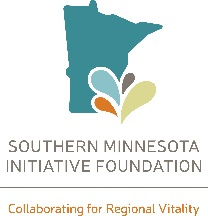 SOUTHERN MINNESOTA
INITIATIVE FOUNDATION
Collaborating for Regional Vitality